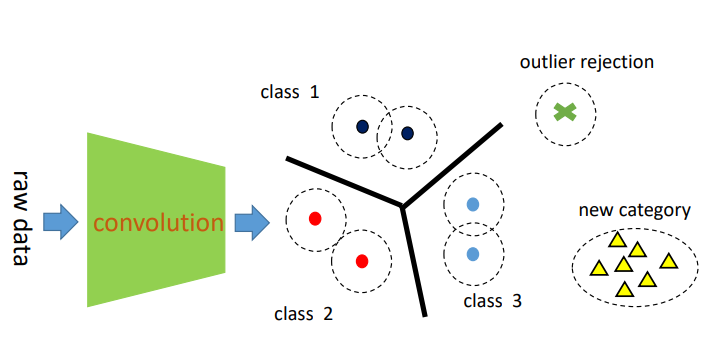 raw data
convolution
class 1
class 2
class 3
outlier rejection
new category